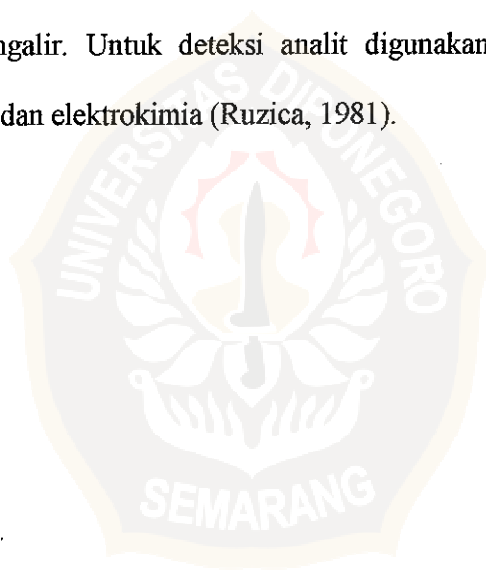 ngalir. Untuk deteksi analit digunakan
dan elektrokimia (Ruzica, 1981).
UNIVERSITAS DIPONEGORO
SEMARANG